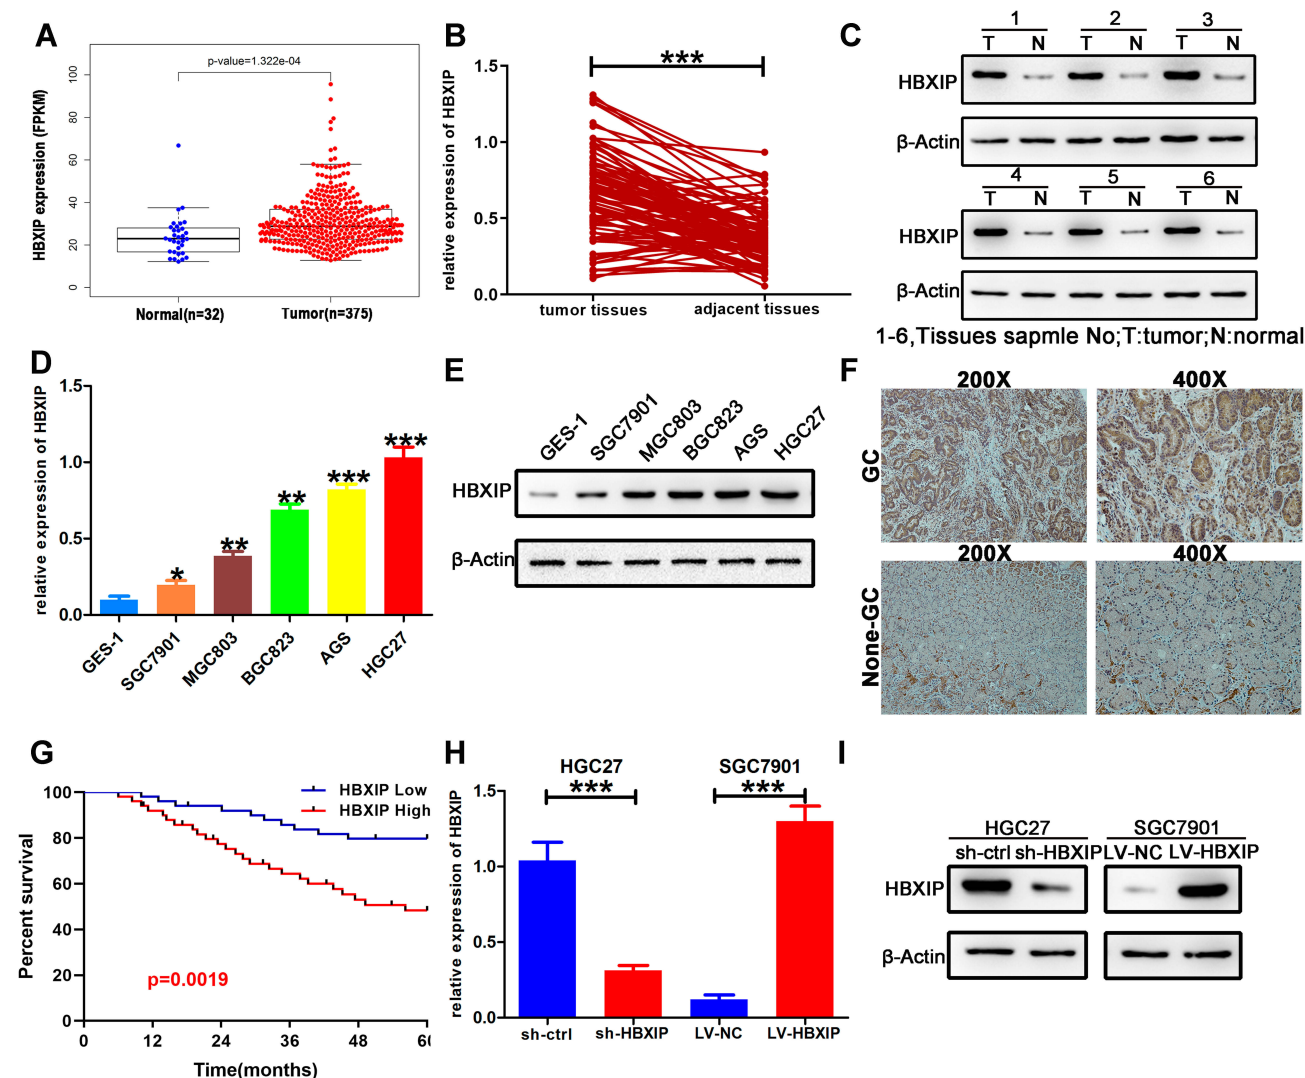 A
p-value=1.322e-04
HBXIP expression (FPKM)
100
80
60
40
20
0
Normal(n=32)
Tumor(n=375)
B
***
relative expression of HBXIP
1.5
1.0
0.5
0.0
tumor tissues
adjacent tissues
C
1 2 3
T N T N T N
HBXIP
β-Actin
4 5 6
T N T N T N
HBXIP
β-Actin
1-6,Tissues sapmle No;T:tumor;N:normal
D
relative expression of HBXIP
1.5
1.0
0.5
0.0
* ** ** *** ***
GES-1
SGC7901
MGC803
BGC823
AGS
HGC27
E
GES-1
SGC7901
MGC803
BGC823
AGS
HGC27
HBXIP
β-Actin
F
200X 400X
GC
200X 400X
None-GC
G
HBXIP Low
HBXIP High
Percent survival
100
80
60
40
20
0
p=0.0019
0 12 24 36 48 60
Time(months)
H
HGC27 SGC7901
*** ***
relative expression of HBXIP
1.5
1.0
0.5
0.0
sh-ctrl sh-HBXIP LV-NC LV-HBXIP
I
HGC27 SGC7901
sh-ctrl sh-HBXIP LV-NC LV-HBXIP
HBXIP
β-Actin